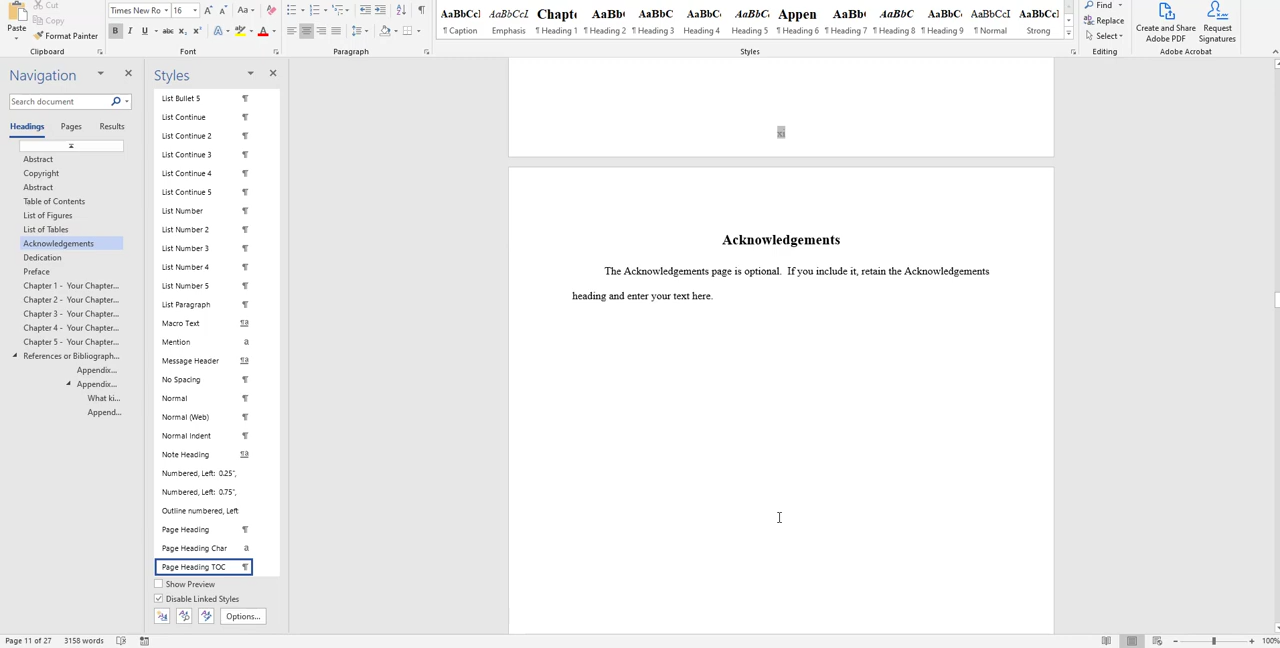 Cut
Copy
Format Painter
Paste
Clipboard
Times New Ro
16
Aa
B I U abc x₂ x² A A
Font
Paragraph
AaBbCcI AaBbCcL Chapt AaBb AaBbC AaBbC AaBbC Appen AaBb AaBbC AaBbC AaBbCcI AaBbC
¶ Caption Emphasis ¶ Heading 1 ¶ Heading 2 ¶ Heading 3 Heading 4 Heading 5 ¶ Heading 6 ¶ Heading 7 ¶ Heading 8 ¶ Heading 9 ¶ Normal Strong
Styles
Find
Replace
Select
Editing
Create and Share
Adobe PDF
Request
Signatures
Adobe Acrobat
Navigation
Search document
Headings Pages Results
Abstract
Copyright
Abstract
Table of Contents
List of Figures
List of Tables
Acknowledgements
Dedication
Preface
Chapter 1 - Your Chapter...
Chapter 2 - Your Chapter...
Chapter 3 - Your Chapter...
Chapter 4 - Your Chapter...
Chapter 5 - Your Chapter...
References or Bibliograph...
Appendix...
Appendix...
What ki...
Append...
Styles
List Bullet 5
List Continue
List Continue 2
List Continue 3
List Continue 4
List Continue 5
List Number
List Number 2
List Number 3
List Number 4
List Number 5
List Paragraph
Macro Text
Mention
Message Header
No Spacing
Normal
Normal (Web)
Normal Indent
Note Heading
Numbered, Left: 0.25",
Numbered, Left: 0.75",
Outline numbered, Left
Page Heading
Page Heading Char
Page Heading TOC
Show Preview
Disable Linked Styles
Options...
Acknowledgements
The Acknowledgements page is optional. If you include it, retain the Acknowledgements
heading and enter your text here.
Page 11 of 27 3158 words
100%